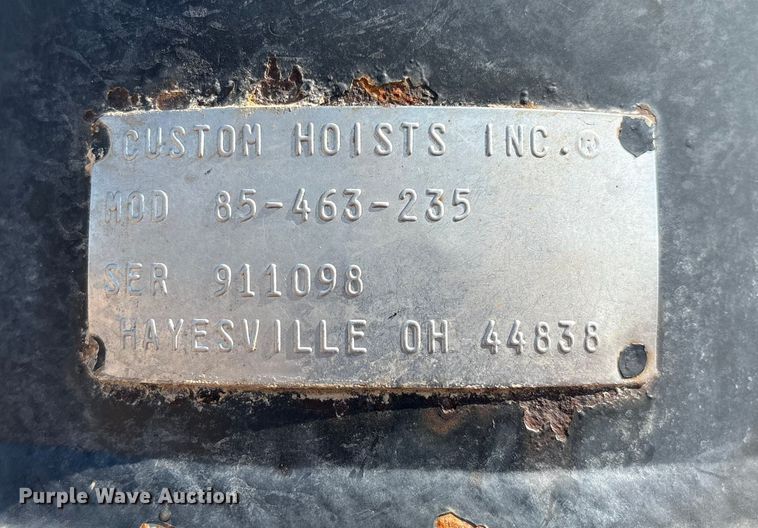 CUSTOM HOISTS INC.®
MOD 85-463-235
SER 911098
HAYESVILLE OH 44838
Purple Wave Auction